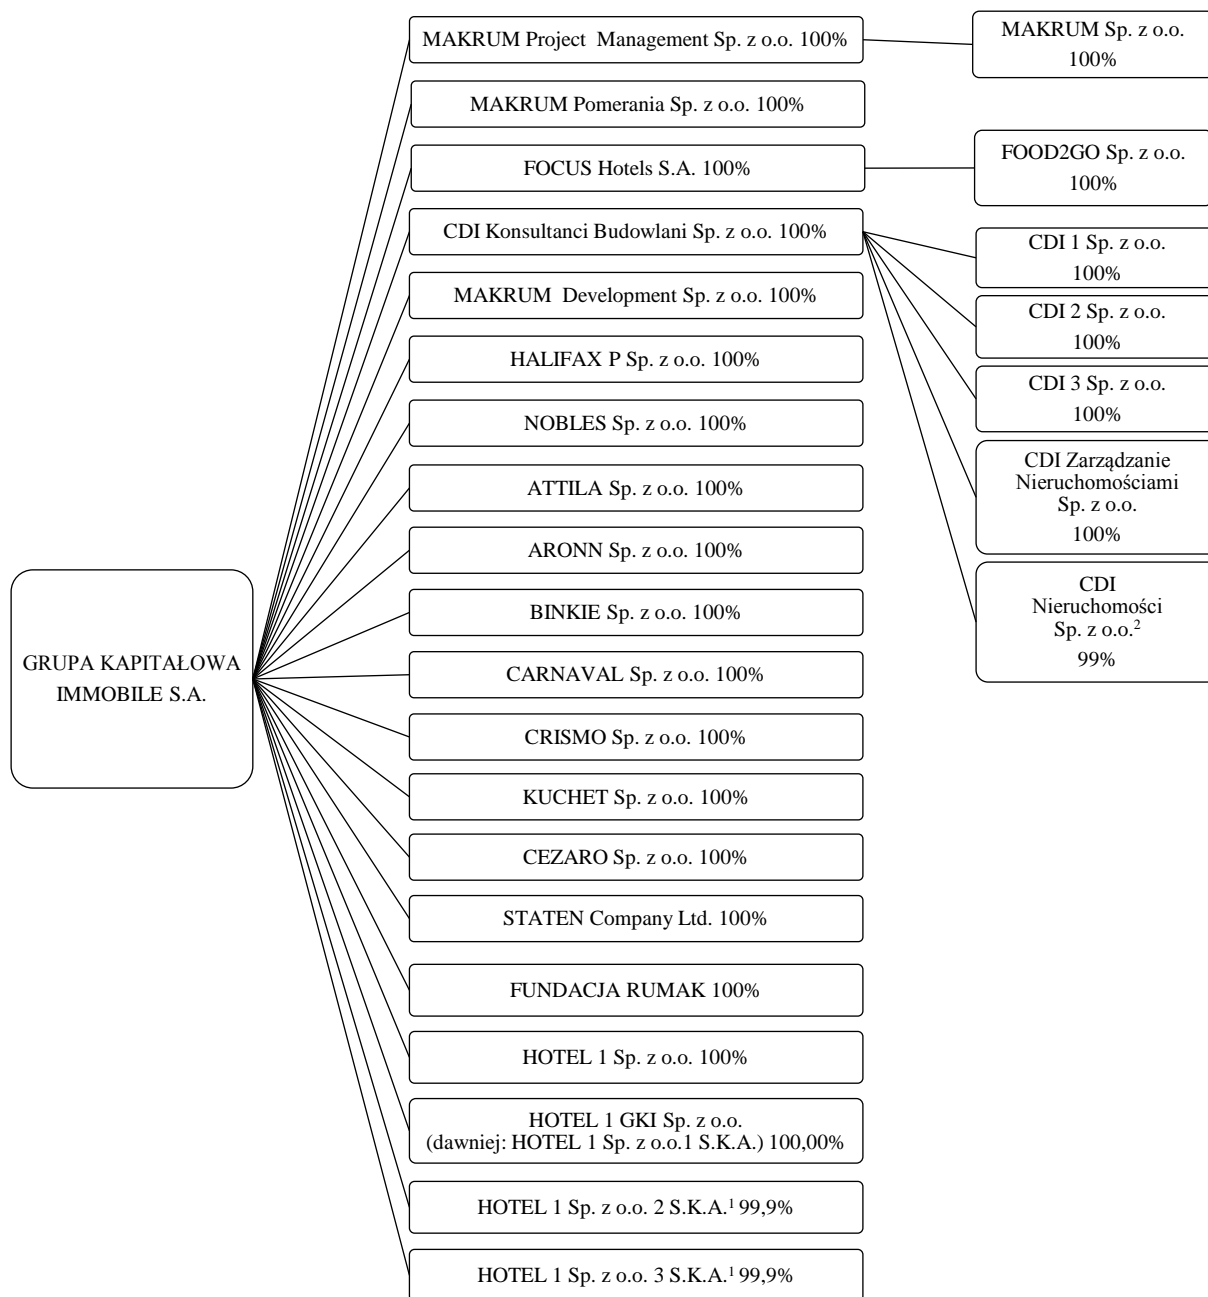 GRUPA KAPITAŁOWA
IMMOBILE S.A.
MAKRUM Project Management Sp. z o.o. 100%
MAKRUM Pomerania Sp. z o.o. 100%
FOCUS Hotels S.A. 100%
CDI Konsultanci Budowlani Sp. z o.o. 100%
MAKRUM Development Sp. z o.o. 100%
HALIFAX P Sp. z o.o. 100%
NOBLES Sp. z o.o. 100%
ATTILA Sp. z o.o. 100%
ARONN Sp. z o.o. 100%
BINKIE Sp. z o.o. 100%
CARNAVAL Sp. z o.o. 100%
CRISMO Sp. z o.o. 100%
KUCHET Sp. z o.o. 100%
CEZARO Sp. z o.o. 100%
STATEN Company Ltd. 100%
FUNDACJA RUMAK 100%
HOTEL 1 Sp. z o.o. 100%
HOTEL 1 GKI Sp. z o.o.
(dawniej: HOTEL 1 Sp. z o.o.1 S.K.A.) 100,00%
HOTEL 1 Sp. z o.o. 2 S.K.A.¹ 99,9%
HOTEL 1 Sp. z o.o. 3 S.K.A.¹ 99,9%
MAKRUM Sp. z o.o.
100%
FOOD2GO Sp. z o.o.
100%
CDI 1 Sp. z o.o.
100%
CDI 2 Sp. z o.o.
100%
CDI 3 Sp. z o.o.
100%
CDI Zarządzanie
Nieruchomościami
Sp. z o.o.
100%
CDI
Nieruchomości
Sp. z o.o.²
99%